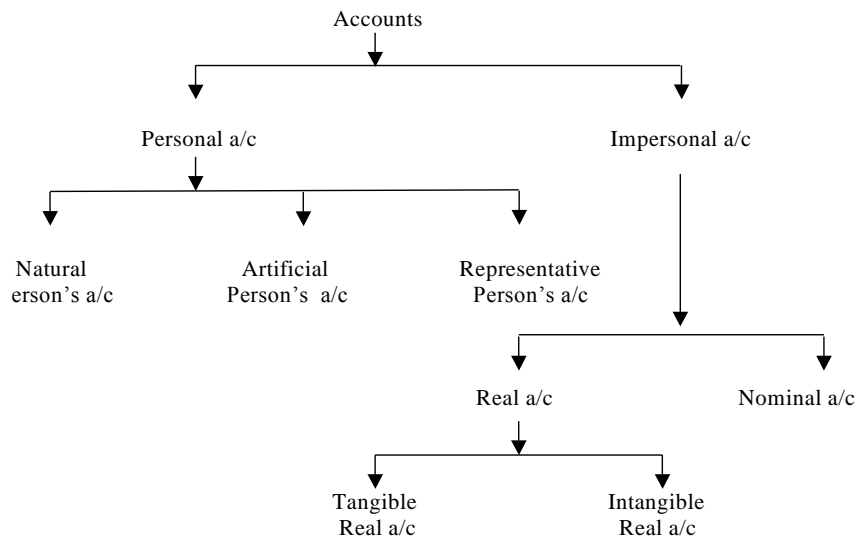 Accounts
Personal a/c
Impersonal a/c
Natural
erson's a/c
Artificial
Person's a/c
Representative
Person's a/c
Real a/c
Nominal a/c
Tangible
Real a/c
Intangible
Real a/c